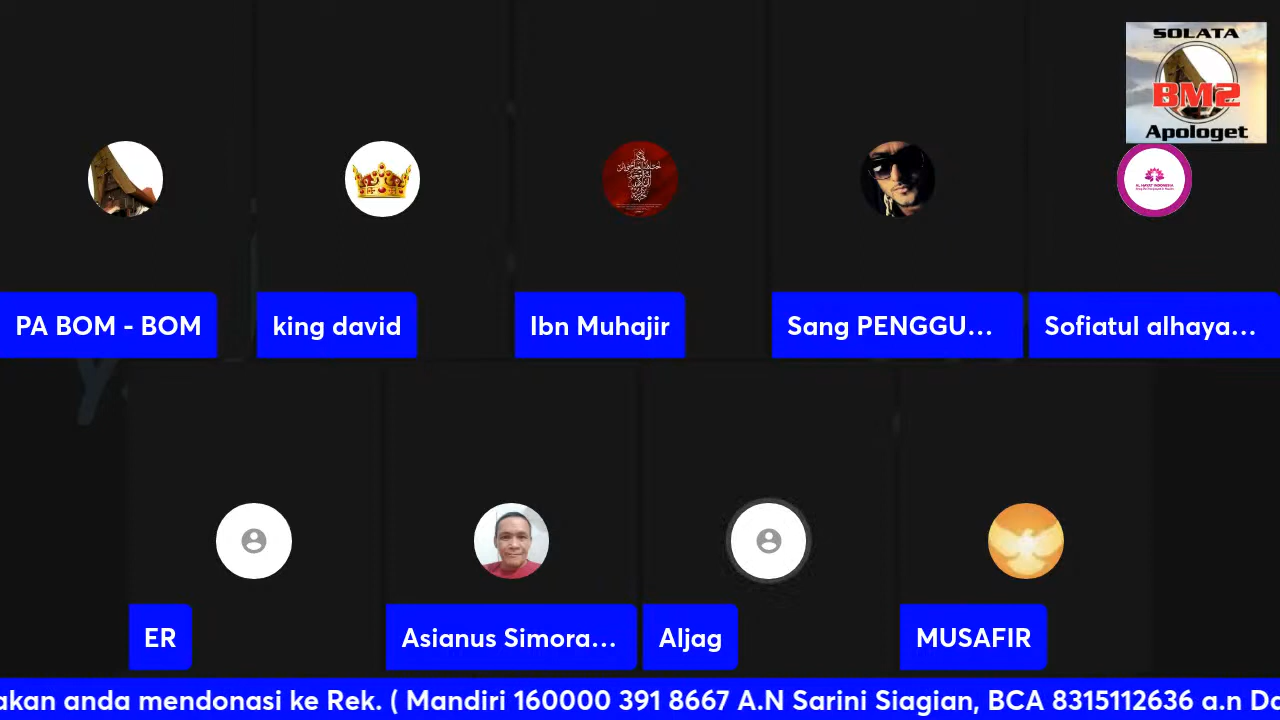 SOLATA
BM2
Apologet
PA BOM - BOM
king david
Ibn Muhajir
Sang PENGGU...
Sofiatul alhaya...
ER
Asianus Simora...
Aljag
MUSAFIR
akan anda mendonasi ke Rek. ( Mandiri 160000 391 8667 A.N Sarini Siagian, BCA 8315112636 a.n Da